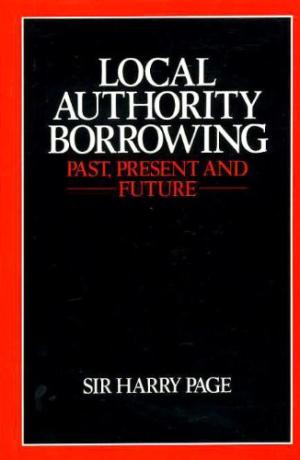 LOCAL
AUTHORITY
BORROWING
PAST, PRESENT AND
FUTURE
SIR HARRY PAGE